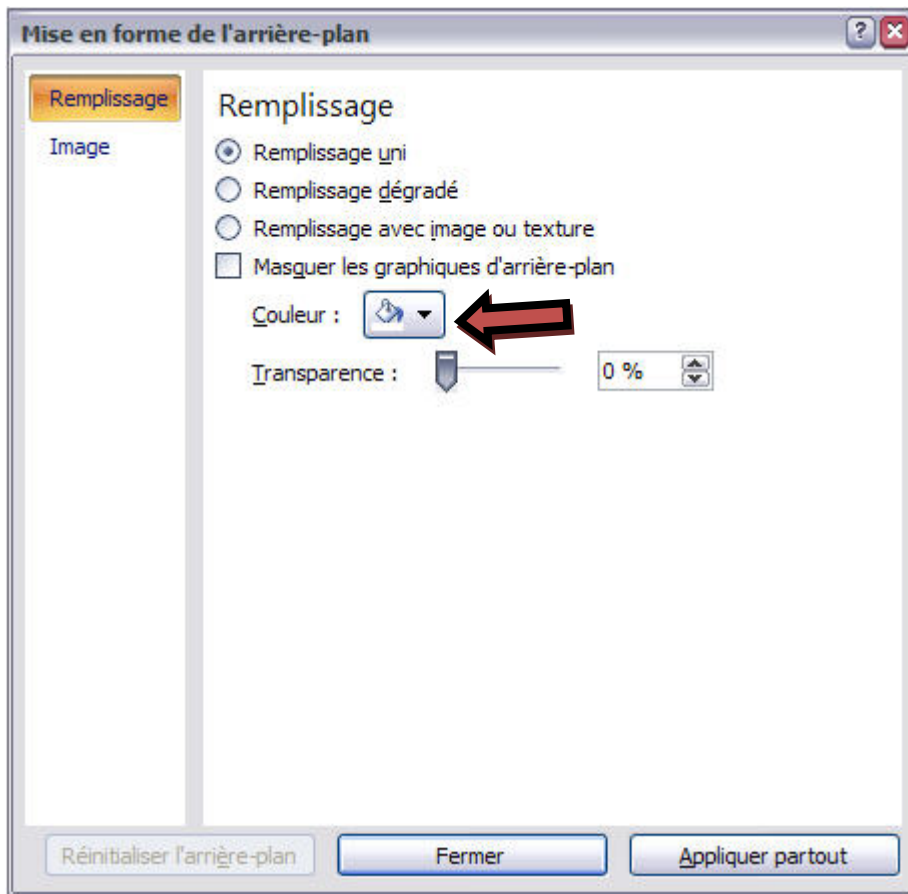 Mise en forme de l'arrière-plan
Remplissage
Image
Remplissage
Remplissage uni
Remplissage dégradé
Remplissage avec image ou texture
Masquer les graphiques d'arrière-plan
Couleur :
Transparence : 0 %
Réinitialiser l'arrière-plan Fermer Appliquer partout